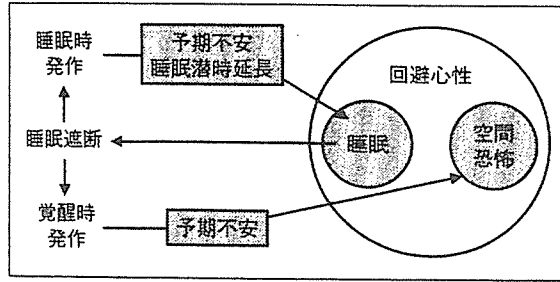 睡眠時
発作
予期不安
睡眠潜時延長
回避心性
睡眠遮断
睡眠
空間
恐怖
覚醒時
発作
予期不安